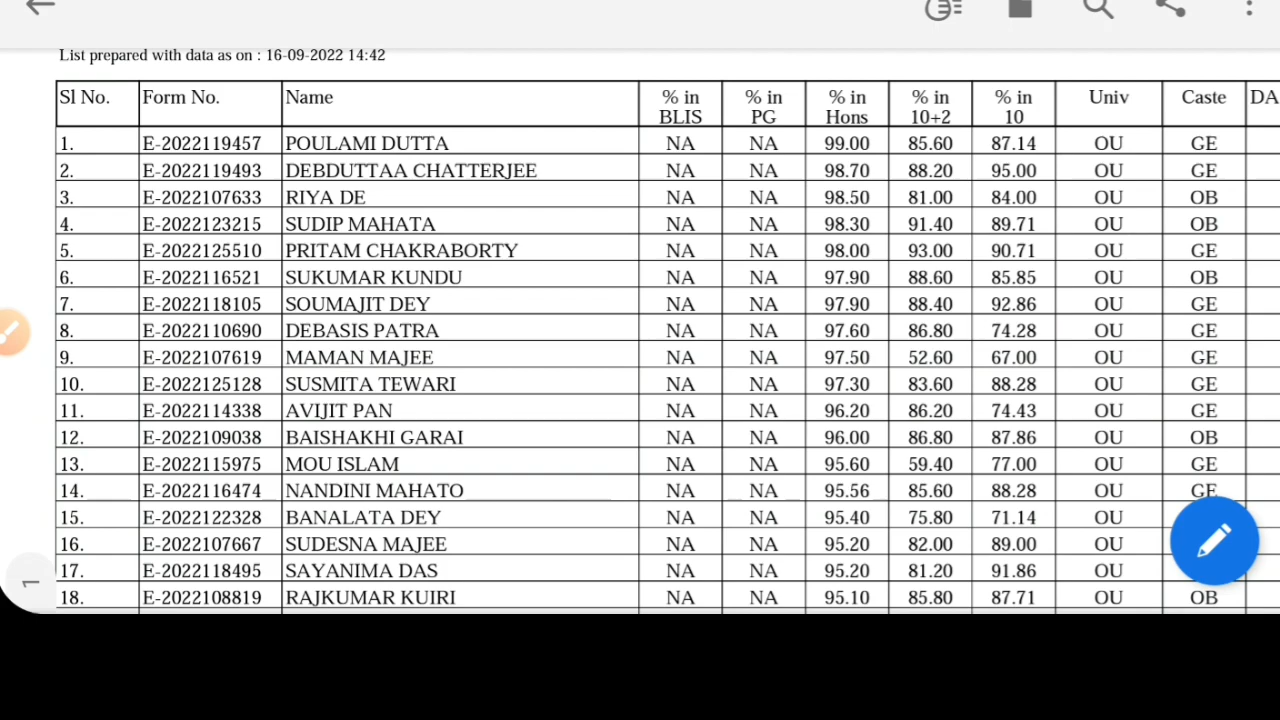 List prepared with data as on : 16-09-2022 14:42
Sl No. Form No. Name % in BLIS % in PG % in Hons % in 10+2 % in 10 Univ Caste DA
1. E-2022119457 POULAMI DUTTA NA NA 99.00 85.60 87.14 OU GE
2. E-2022119493 DEBDUTTAA CHATTERJEE NA NA 98.70 88.20 95.00 OU GE
3. E-2022107633 RIYA DE NA NA 98.50 81.00 84.00 OU OB
4. E-2022123215 SUDIP MAHATA NA NA 98.30 91.40 89.71 OU OB
5. E-2022125510 PRITAM CHAKRABORTY NA NA 98.00 93.00 90.71 OU GE
6. E-2022116521 SUKUMAR KUNDU NA NA 97.90 88.60 85.85 OU OB
7. E-2022118105 SOUMAJIT DEY NA NA 97.90 88.40 92.86 OU GE
8. E-2022110690 DEBASIS PATRA NA NA 97.60 86.80 74.28 OU GE
9. E-2022107619 MAMAN MAJEE NA NA 97.50 52.60 67.00 OU GE
10. E-2022125128 SUSMITA TEWARI NA NA 97.30 83.60 88.28 OU GE
11. E-2022114338 AVIJIT PAN NA NA 96.20 86.20 74.43 OU GE
12. E-2022109038 BAISHAKHI GARAI NA NA 96.00 86.80 87.86 OU OB
13. E-2022115975 MOU ISLAM NA NA 95.60 59.40 77.00 OU GE
14. E-2022116474 NANDINI MAHATO NA NA 95.56 85.60 88.28 OU GE
15. E-2022122328 BANALATA DEY NA NA 95.40 75.80 71.14 OU
16. E-2022107667 SUDESNA MAJEE NA NA 95.20 82.00 89.00 OU
17. E-2022118495 SAYANIMA DAS NA NA 95.20 81.20 91.86 OU
18. E-2022108819 RAJKUMAR KUIRI NA NA 95.10 85.80 87.71 OU OB
1